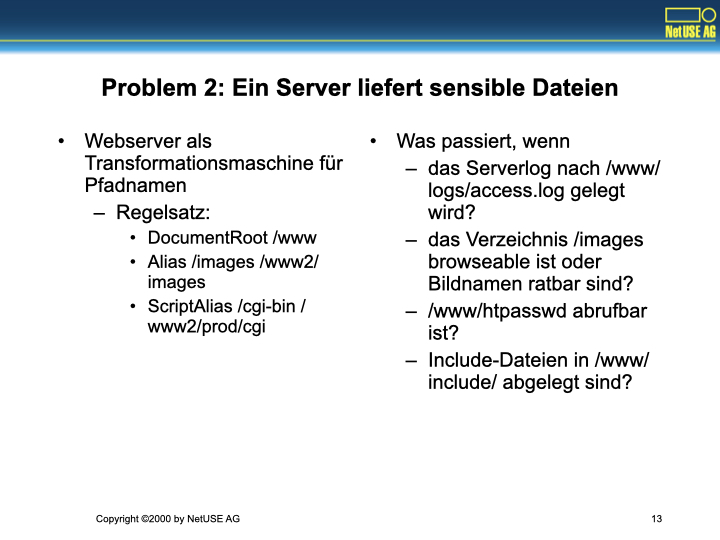 NetUSE AG
Problem 2: Ein Server liefert sensible Dateien
• Webserver als
Transformationsmaschine für
Pfadnamen
– Regelsatz:
• DocumentRoot /www
• Alias /images /www2/
images
• ScriptAlias /cgi-bin /
www2/prod/cgi
• Was passiert, wenn
– das Serverlog nach /www/
logs/access.log gelegt
wird?
– das Verzeichnis /images
browseable ist oder
Bildnamen ratbar sind?
– /www/htpasswd abrufbar
ist?
– Include-Dateien in /www/
include/ abgelegt sind?
Copyright ©2000 by NetUSE AG
13